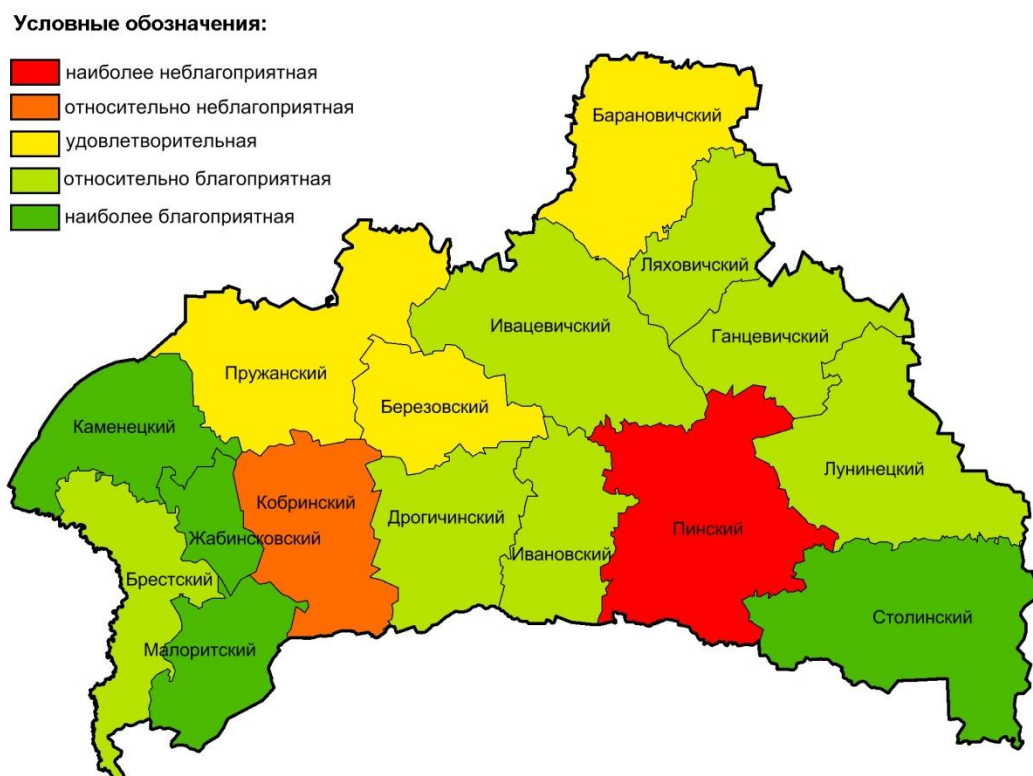 Условные обозначения:
наиболее неблагоприятная
относительно неблагоприятная
удовлетворительная
относительно благоприятная
наиболее благоприятная
Барановичский
Ляховичский
Ивацевичский
Ганцевичский
Пружанский
Березовский
Каменецкий
Лунинецкий
Кобринский
Дрогичинский
Жабинсковский
Ивановский
Пинский
Брестский
Столинский
Малоритский